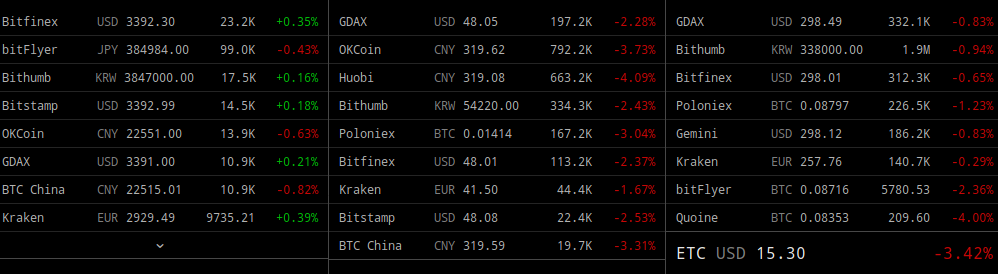 Bitfinex USD 3392.30 23.2K +0.35%
bitFlyer JPY 384984.00 99.0K -0.43%
Bithumb KRW 3847000.00 17.5K +0.16%
Bitstamp USD 3392.99 14.5K +0.18%
OKCoin CNY 22551.00 13.9K -0.63%
GDAX USD 3391.00 10.9K +0.21%
BTC China CNY 22515.01 10.9K -0.82%
Kraken EUR 2929.49 9735.21 +0.39%
GDAX USD 48.05 197.2K -2.28%
OKCoin CNY 319.62 792.2K -3.73%
Huobi CNY 319.08 663.2K -4.09%
Bithumb KRW 54220.00 334.3K -2.43%
Poloniex BTC 0.01414 167.2K -3.04%
Bitfinex USD 48.01 113.2K -2.37%
Kraken EUR 41.50 44.4K -1.67%
Bitstamp USD 48.08 22.4K -2.53%
BTC China CNY 319.59 19.7K -3.31%
GDAX USD 298.49 332.1K -0.83%
Bithumb KRW 338000.00 1.9M -0.94%
Bitfinex USD 298.01 312.3K -0.65%
Poloniex BTC 0.08797 226.5K -1.23%
Gemini USD 298.12 186.2K -0.83%
Kraken EUR 257.76 140.7K -0.29%
bitFlyer BTC 0.08716 5780.53 -2.36%
Quoine BTC 0.08353 209.60 -4.00%
ETC USD 15.30 -3.42%